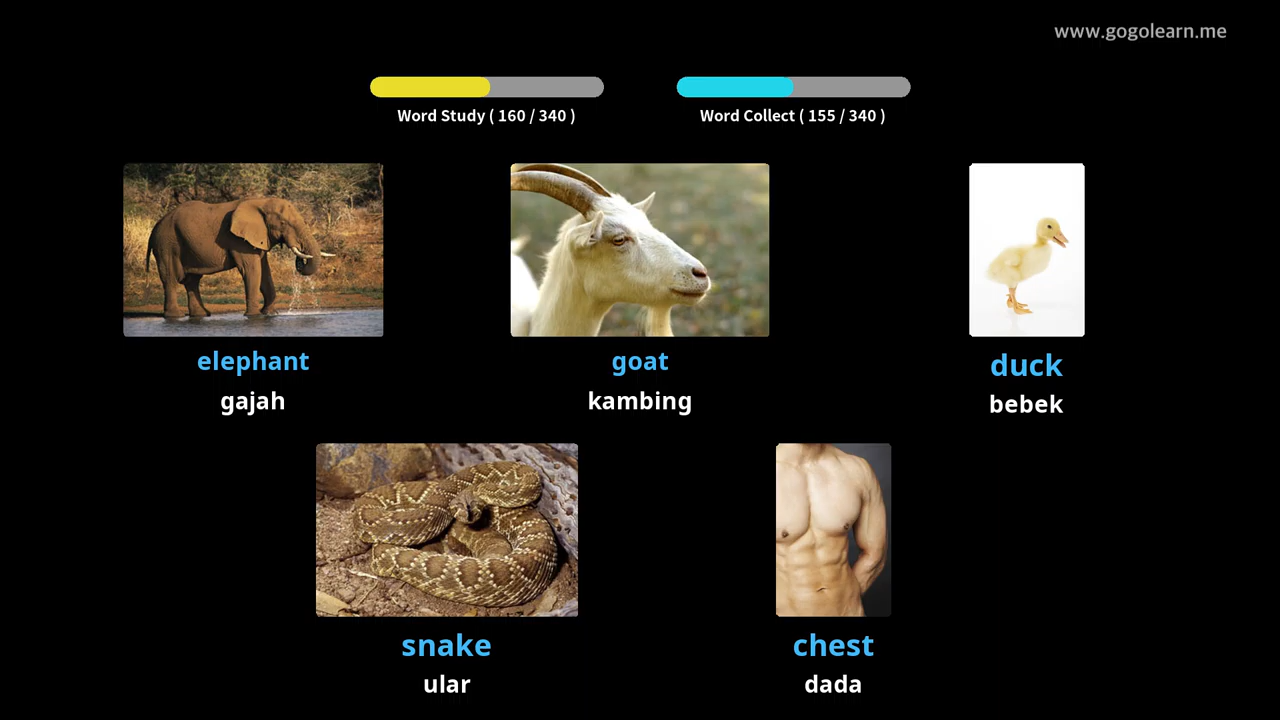 www.gogolearn.me
Word Study ( 160 / 340 )
Word Collect ( 155 / 340 )
elephant
gajah
goat
kambing
duck
bebek
snake
ular
chest
dada